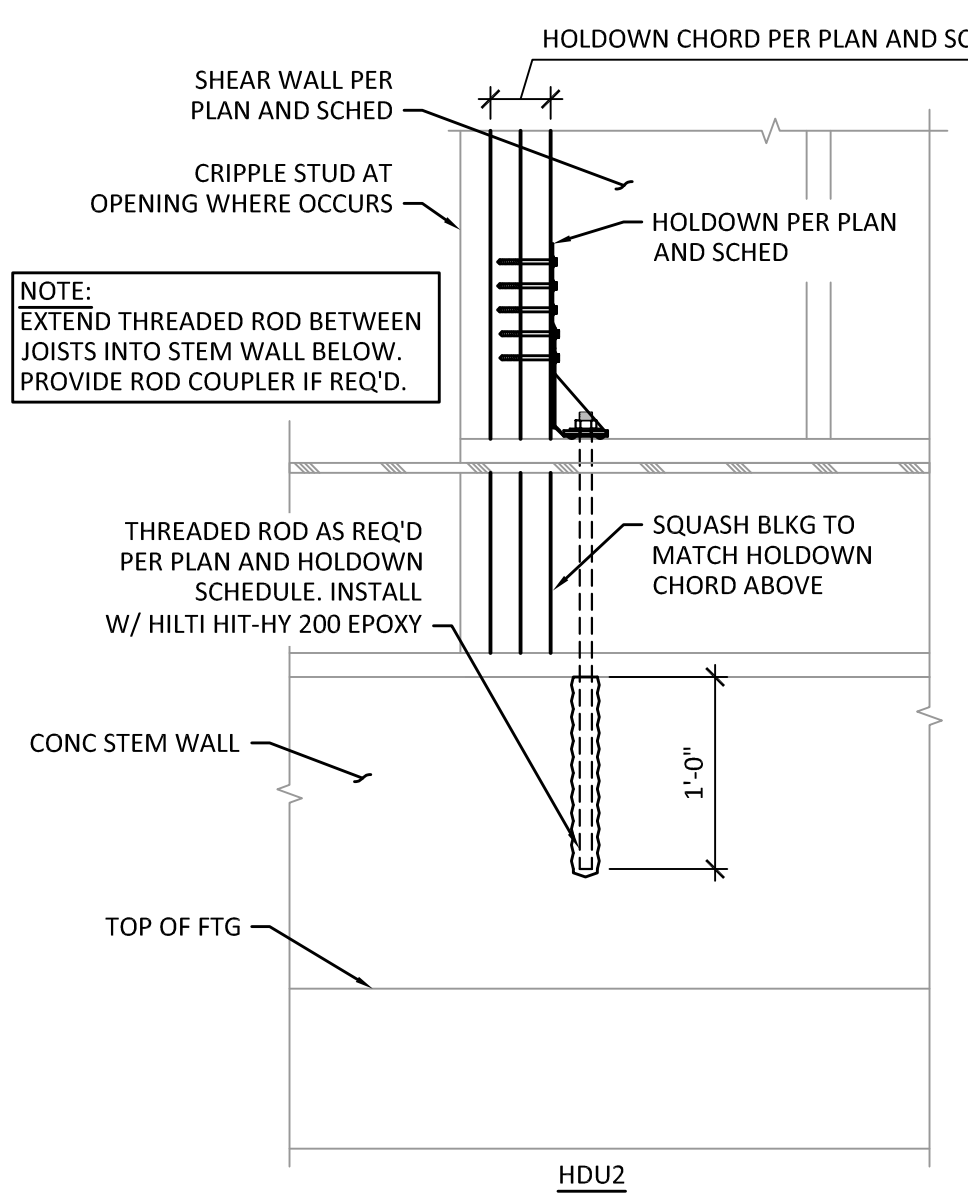 HOLDOWN CHORD PER PLAN AND SC
SHEAR WALL PER
PLAN AND SCHED
CRIPPLE STUD AT
OPENING WHERE OCCURS
HOLDOWN PER PLAN
AND SCHED
NOTE:
EXTEND THREADED ROD BETWEEN
JOISTS INTO STEM WALL BELOW.
PROVIDE ROD COUPLER IF REQ'D.
THREADED ROD AS REQ'D
PER PLAN AND HOLDOWN
SCHEDULE. INSTALL
W/ HILTI HIT-HY 200 EPOXY
SQUASH BLKG TO
MATCH HOLDOWN
CHORD ABOVE
CONC STEM WALL
1'-0"
TOP OF FTG
HDU2